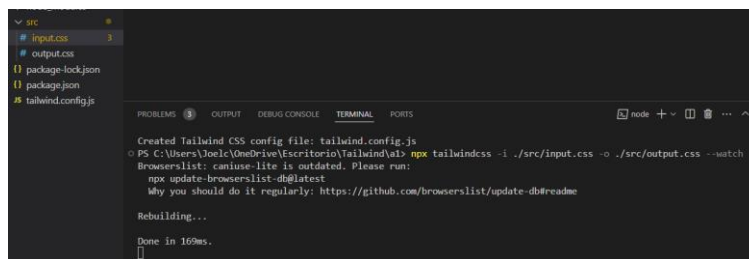 src
# input.css 3
# output.css
{} package-lock.json
{} package.json
JS tailwind.config.js
PROBLEMS 3 OUTPUT DEBUG CONSOLE TERMINAL PORTS node
Created Tailwind CSS config file: tailwind.config.js
PS C:\Users\Joelc\OneDrive\Escritorio\Tailwind\a1> npx tailwindcss -i ./src/input.css -o ./src/output.css --watch
Browserslist: caniuse-lite is outdated. Please run:
npx update-browserslist-db@latest
Why you should do it regularly: https://github.com/browserslist/update-db#readme
Rebuilding...
Done in 169ms.